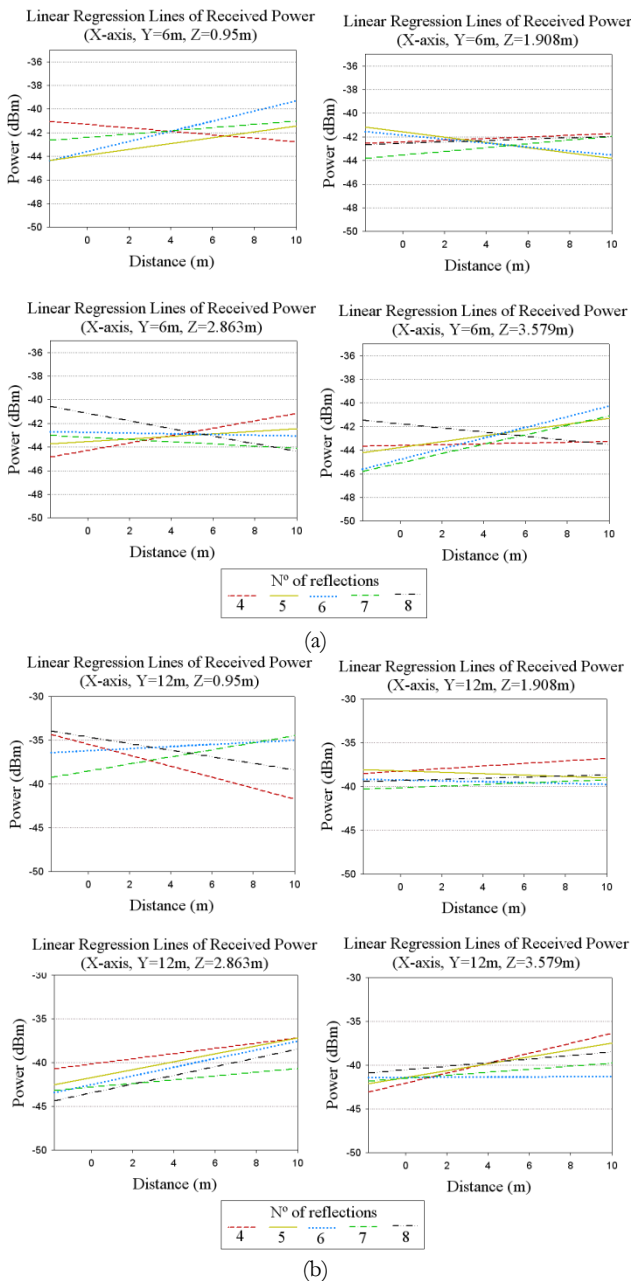 Linear Regression Lines of Received Power
(X-axis, Y=6m, Z=0.95m)
Power (dBm)
-36
-38
-40
-42
-44
-46
-48
-50
0
2
4
6
8
10
Distance (m)
Linear Regression Lines of Received Power
(X-axis, Y=6m, Z=1.908m)
Power (dBm)
-36
-38
-40
-42
-44
-46
-48
-50
0
2
4
6
8
10
Distance (m)
Linear Regression Lines of Received Power
(X-axis, Y=6m, Z=2.863m)
Power (dBm)
-36
-38
-40
-42
-44
-46
-48
-50
0
2
4
6
8
10
Distance (m)
Linear Regression Lines of Received Power
(X-axis, Y=6m, Z=3.579m)
Power (dBm)
-36
-38
-40
-42
-44
-46
-48
-50
0
2
4
6
8
10
Distance (m)
Nº of reflections
4 5 6 7 8
(a)
Linear Regression Lines of Received Power
(X-axis, Y=12m, Z=0.95m)
Power (dBm)
-30
-35
-40
-45
-50
0
2
4
6
8
10
Distance (m)
Linear Regression Lines of Received Power
(X-axis, Y=12m, Z=1.908m)
Power (dBm)
-30
-35
-40
-45
-50
0
2
4
6
8
10
Distance (m)
Linear Regression Lines of Received Power
(X-axis, Y=12m, Z=2.863m)
Power (dBm)
-30
-35
-40
-45
-50
0
2
4
6
8
10
Distance (m)
Linear Regression Lines of Received Power
(X-axis, Y=12m, Z=3.579m)
Power (dBm)
-30
-35
-40
-45
-50
0
2
4
6
8
10
Distance (m)
Nº of reflections
4 5 6 7 8
(b)